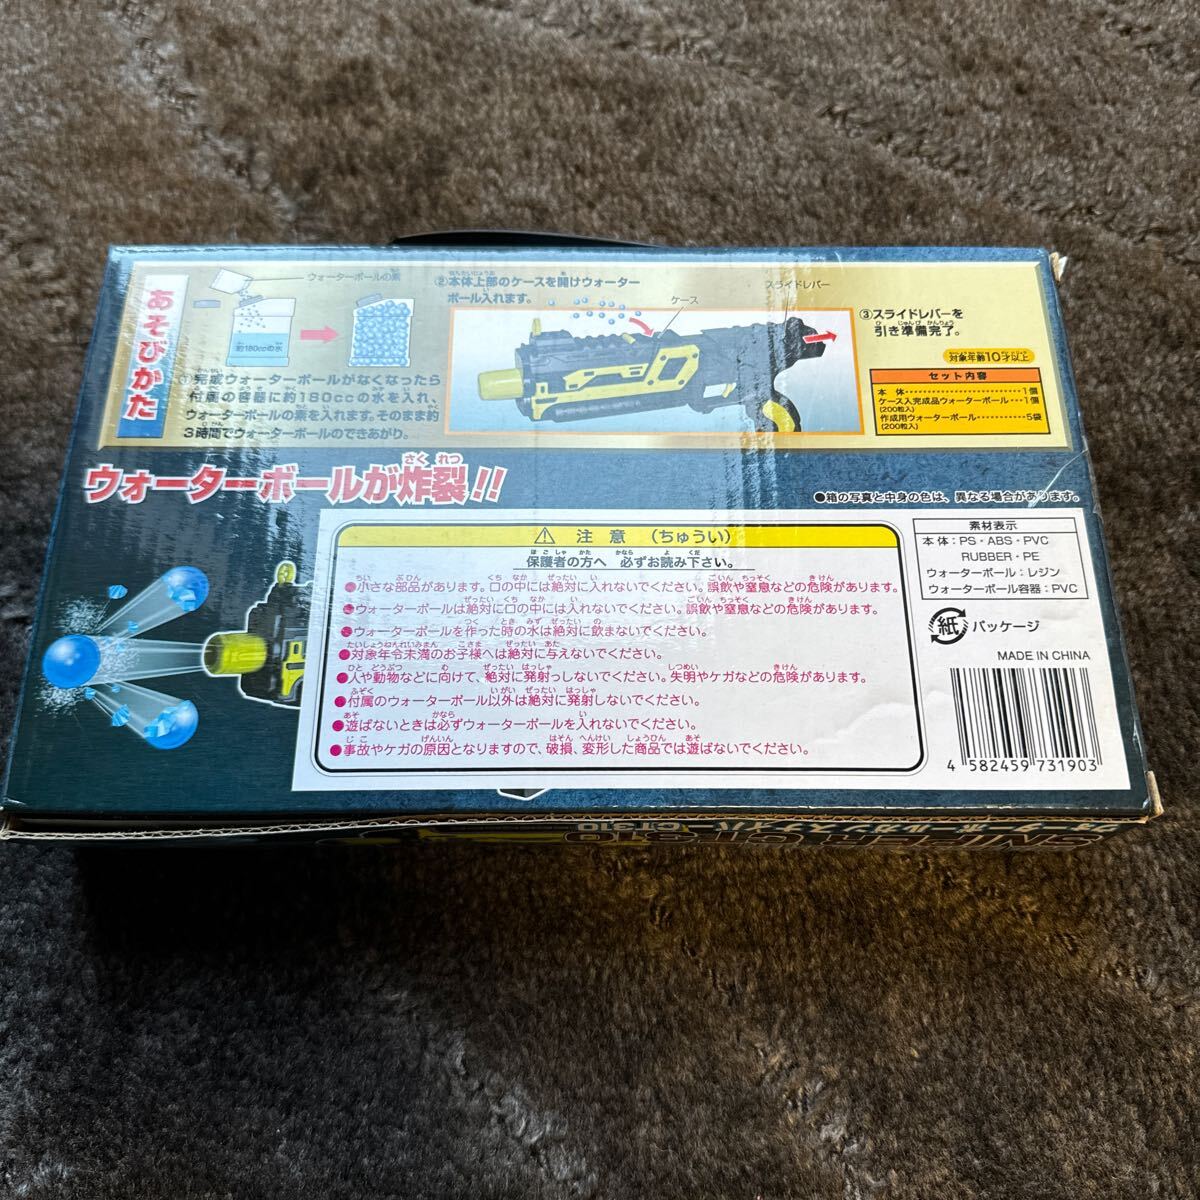 あそびかた
ウォーターボールの素
約180ccの水
①完成ウォーターボールがなくなったら
付属の容器に約180ccの水を入れ、
ウォーターボールの素を入れます。そのまま約
3時間でウォーターボールのできあがり。
②本体上部のケースを開けウォーター
ボール入れます。
ケース
スライドレバー
③スライドレバーを
引き準備完了。
対象年齢10才以上
セット内容
本体‥‥‥‥‥‥‥‥‥1個
ケース入完成品ウォーターボール‥‥1個
(200粒入)
作成用ウォーターボール‥‥‥‥5袋
(200粒入)
ウォーターボールが炸裂!!
●箱の写真と中身の色は、異なる場合があります。
⚠ 注意（ちゅうい）
保護者の方へ 必ずお読み下さい。
●小さな部品があります。口の中には絶対に入れないでください。誤飲や窒息などの危険があります。
●ウォーターボールは絶対に口の中には入れないでください。誤飲や窒息などの危険があります。
●ウォーターボールを作った時の水は絶対に飲まないでください。
●対象年令未満のお子様へは絶対に与えないでください。
●人や動物などに向けて、絶対に発射っしないでください。失明やケガなどの危険があります。
●付属のウォーターボール以外は絶対に発射しないでください。
●遊ばないときは必ずウォーターボールを入れないでください。
●事故やケガの原因となりますので、破損、変形した商品では遊ばないでください。
素材表示
本体：PS・ABS・PVC
RUBBER・PE
ウォーターボール：レジン
ウォーターボール容器：PVC
紙 パッケージ
MADE IN CHINA
4 582459 731903
SNIPER CTS10
ウォーターボールガンスナイパーCTS10